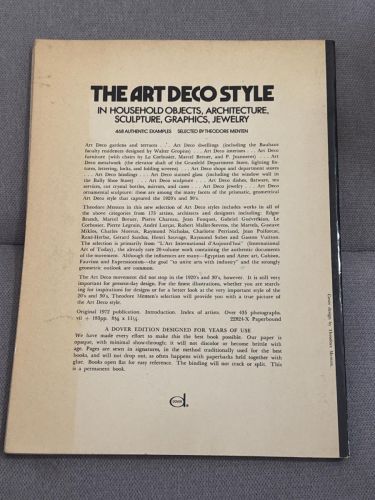 THE ART DECO STYLE
IN HOUSEHOLD OBJECTS, ARCHITECTURE,
SCULPTURE, GRAPHICS, JEWELRY
468 AUTHENTIC EXAMPLES SELECTED BY THEODORE MENTEN
Art Deco gardens and terraces . . . Art Deco dwellings (including the Bauhaus
faculty residences designed by Walter Gropius) . . . Art Deco interiors . . . Art Deco
furniture (with chairs by Le Corbusier, Marcel Breuer, and P. Jeanneret) . . . Art
Deco metalwork (the elevator door of the Department Stores, lighting fix-
tures, lettering, locks, and folding screens) . . . Art Deco shops and department stores
. . . Art Deco bindings . . . Art Deco stained glass (including the window wall in
the Bally Shoe Store) . . . Art Deco sculpture . . . Art Deco dishes, flatware, tea
services, cut crystal bottles, mirrors, and cases . . . Art Deco jewelry . . . Art Deco
ornamental sculpture: these are among the many facets of the prismatic, geometrical
Art Deco style that captured the 1920's and 30's.
Theodore Menten in this new selection of Art Deco styles includes works in all of
the above categories from 175 artists, architects and designers including: Edgar
Brandt, Marcel Breuer, Pierre Chareau, Jean Fouquet, Gabriel Guévrékian, Le
Corbusier, Pierre Legrain, André Lurçat, Robert Mallet-Stevens, the Martels, Gustave
Miklos, Charles Moreux, Raymond Nicholas, Charlotte Perriand, Jean Puiforcat,
René-Herbst, Gérard Sandoz, Henri Sauvage, Raymond Subes and Gaston Vuitton.
The selection is primarily from "L'Art International d'Aujourd'hui" (International
Art of Today), the already rare 20-volume work containing the authentic documents
of the movement. Although the influences are many—Egyptian and Aztec art, Cubism,
Fauvism and Expressionism—the goal "to unite arts with industry" and the strongly
geometric outlook are common.
The Art Deco movement did not stop in the 1920's and 30's, however. It is still very
important for present-day design. For the finest illustrations, whether you are search-
ing for inspirations for designs or for a better look at the very important style of the
20's and 30's, Theodore Menten's selection will provide you with a true picture of
the Art Deco style.
Original 1972 publication. Introduction. Index of artists. Over 435 photographs.
vii + 183pp. 8⅜ x 11¼. 22824-X Paperbound
A DOVER EDITION DESIGNED FOR YEARS OF USE
We have made every effort to make this the best book possible. Our paper is
opaque, with minimal show-through; it will not discolor or become brittle with
age. Pages are sewn in signatures, in the method traditionally used for the best
books, and will not drop out, as often happens with paperbacks held together with
glue. Books open flat for easy reference. The binding will not crack or split. This
is a permanent book.
d.
DOVER
Cover design by Theodore Menten